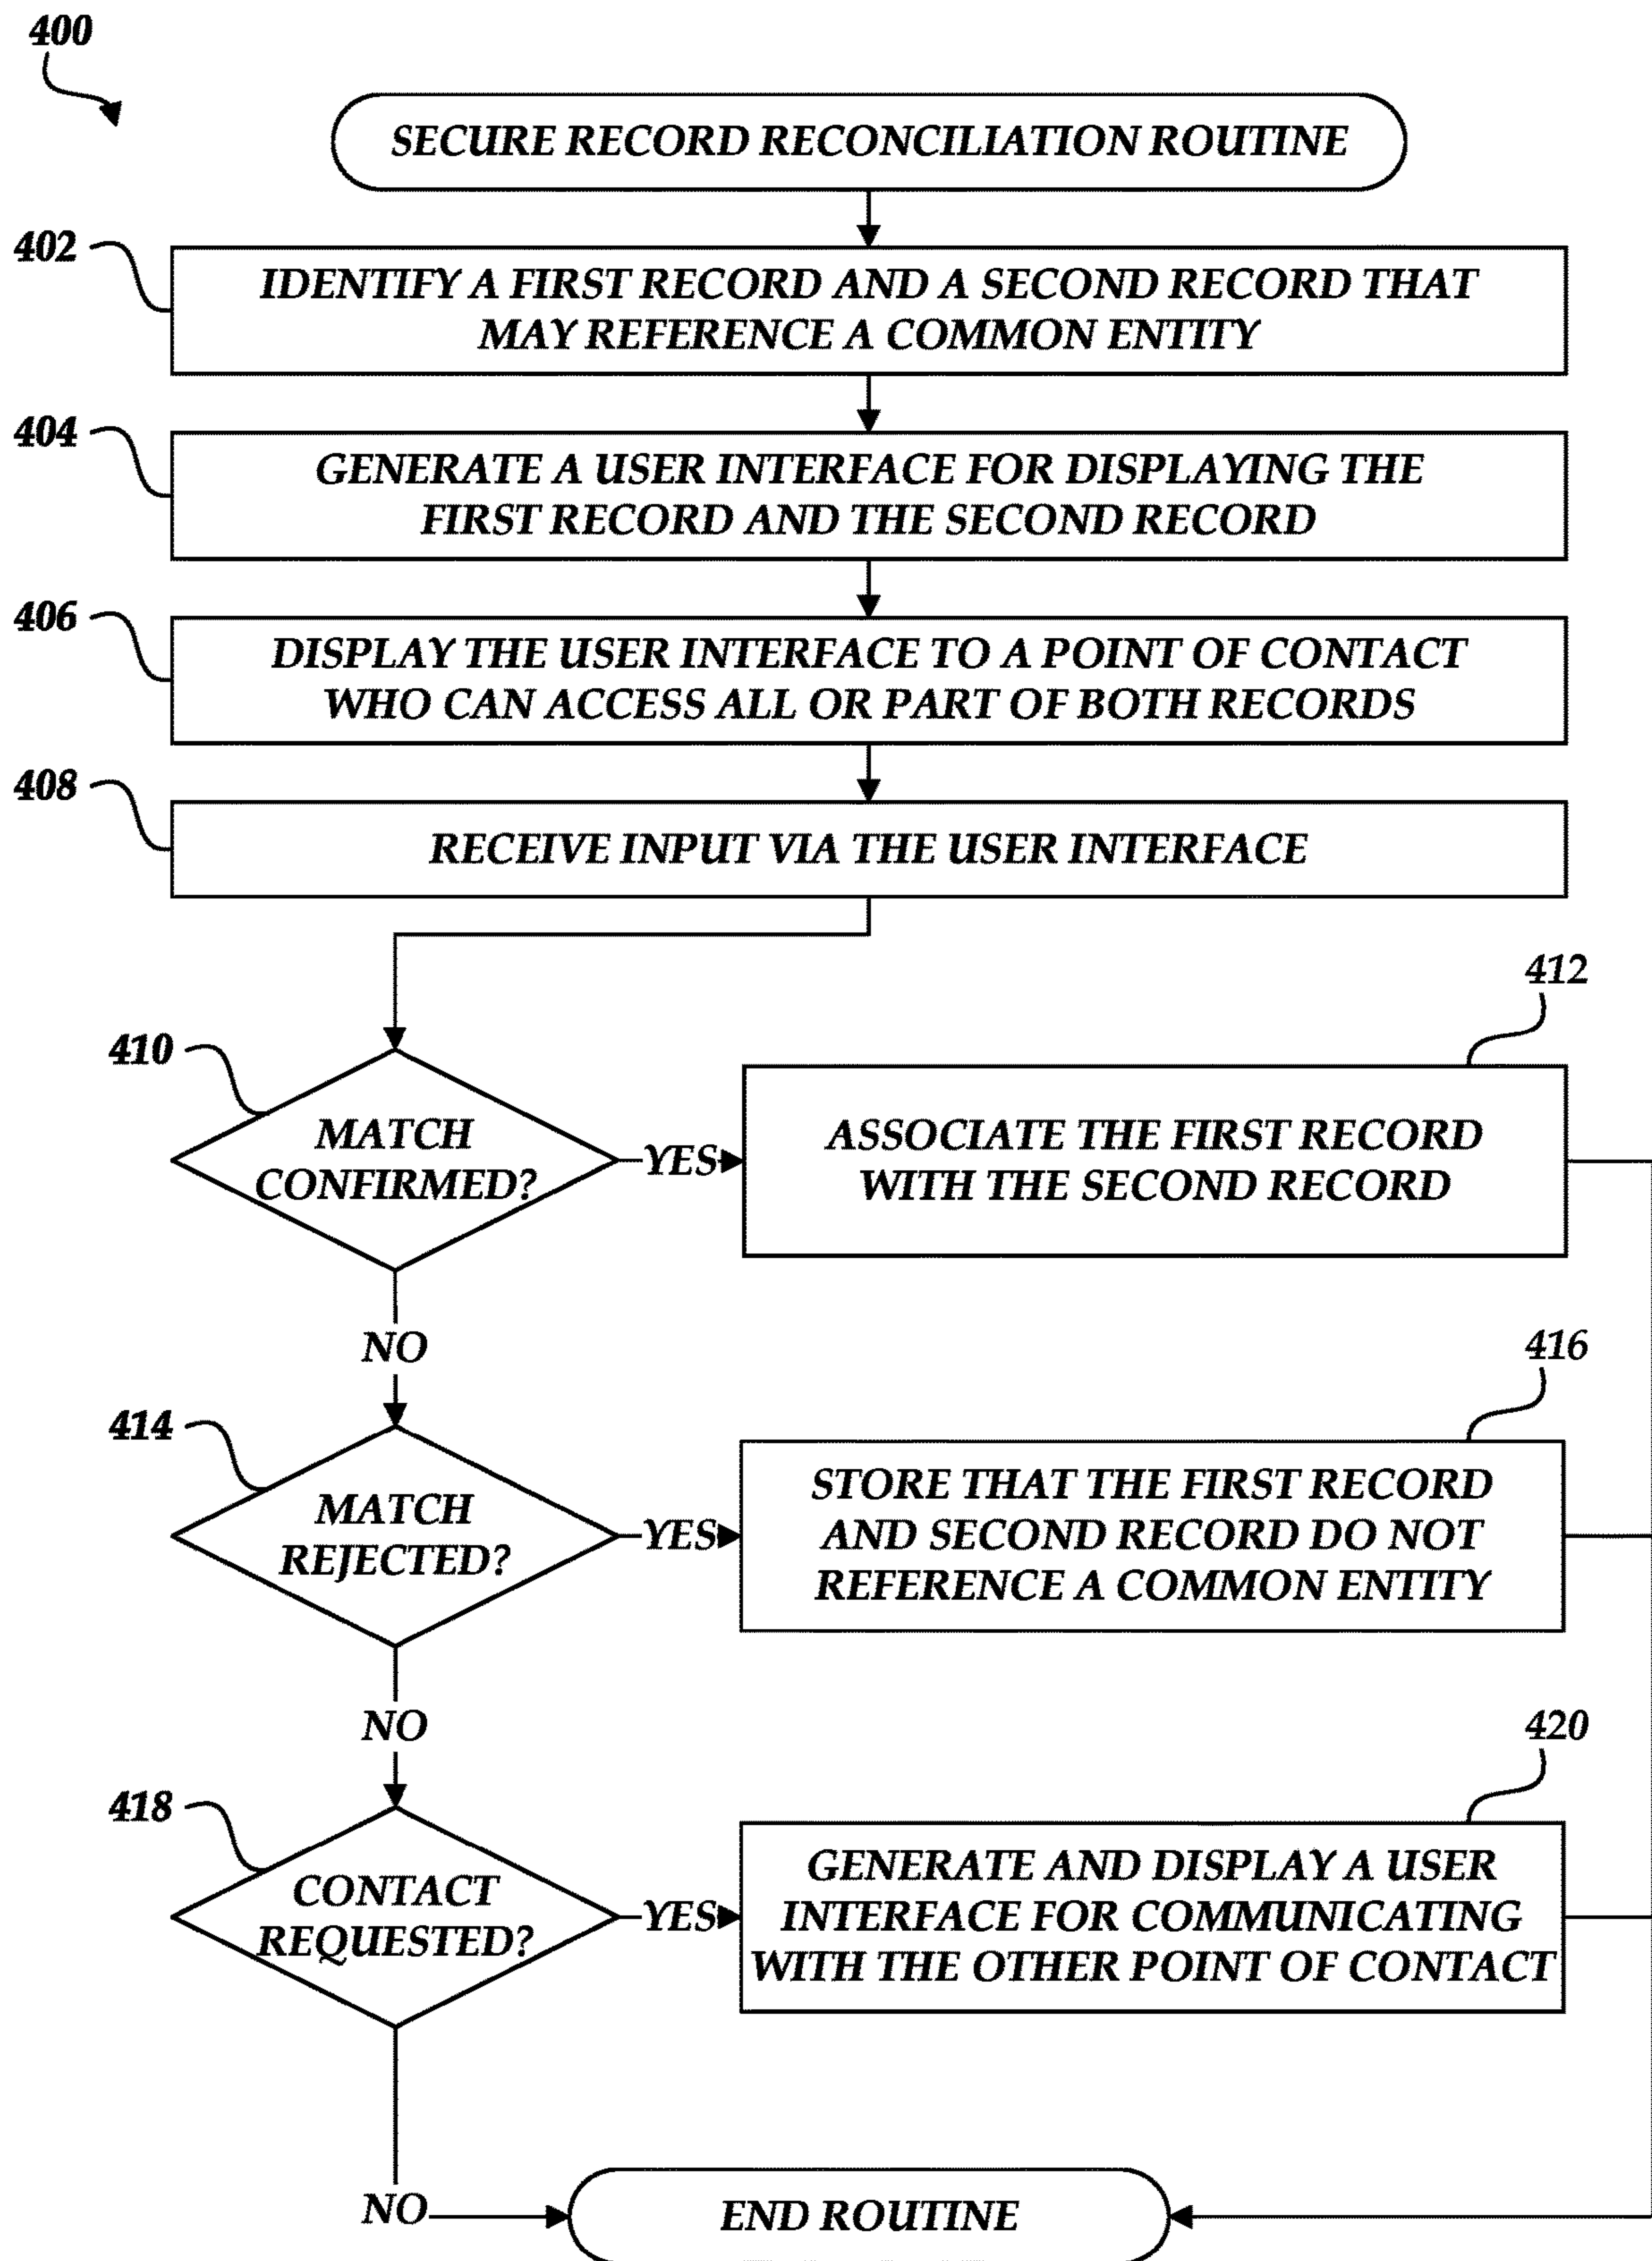 400
SECURE RECORD RECONCILIATION ROUTINE
402
IDENTIFY A FIRST RECORD AND A SECOND RECORD THAT
MAY REFERENCE A COMMON ENTITY
404
GENERATE A USER INTERFACE FOR DISPLAYING THE
FIRST RECORD AND THE SECOND RECORD
406
DISPLAY THE USER INTERFACE TO A POINT OF CONTACT
WHO CAN ACCESS ALL OR PART OF BOTH RECORDS
408
RECEIVE INPUT VIA THE USER INTERFACE
410
MATCH
CONFIRMED?
YES
412
ASSOCIATE THE FIRST RECORD
WITH THE SECOND RECORD
NO
414
MATCH
REJECTED?
YES
416
STORE THAT THE FIRST RECORD
AND SECOND RECORD DO NOT
REFERENCE A COMMON ENTITY
NO
418
CONTACT
REQUESTED?
YES
420
GENERATE AND DISPLAY A USER
INTERFACE FOR COMMUNICATING
WITH THE OTHER POINT OF CONTACT
NO
END ROUTINE